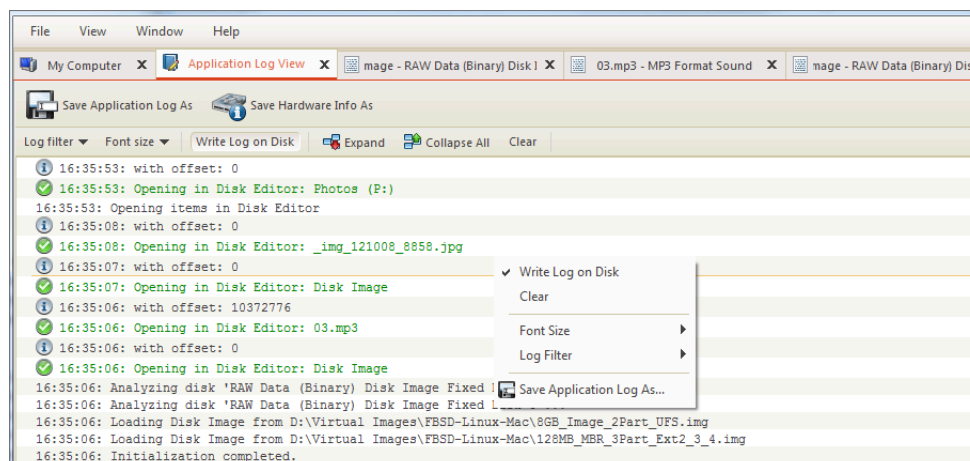 File View Window Help
My Computer X Application Log View X mage - RAW Data (Binary) Disk I X 03.mp3 - MP3 Format Sound X mage - RAW Data (Binary) Dis
Save Application Log As Save Hardware Info As
Log filter Font size Write Log on Disk Expand Collapse All Clear
16:35:53: with offset: 0
16:35:53: Opening in Disk Editor: Photos (P:)
16:35:53: Opening items in Disk Editor
16:35:08: with offset: 0
16:35:08: Opening in Disk Editor: _img_121008_8858.jpg
16:35:07: with offset: 0
16:35:07: Opening in Disk Editor: Disk Image
16:35:06: with offset: 10372776
16:35:06: Opening in Disk Editor: 03.mp3
16:35:06: with offset: 0
16:35:06: Opening in Disk Editor: Disk Image
16:35:06: Analyzing disk 'RAW Data (Binary) Disk Image Fixed
16:35:06: Analyzing disk 'RAW Data (Binary) Disk Image Fixed
16:35:06: Loading Disk Image from D:\Virtual Images\FBSD-Linux-Mac\8GB_Image_2Part_UFS.img
16:35:06: Loading Disk Image from D:\Virtual Images\FBSD-Linux-Mac\128MB_MBR_3Part_Ext2_3_4.img
16:35:06: Initialization completed.
Write Log on Disk
Clear
Font Size
Log Filter
Save Application Log As...